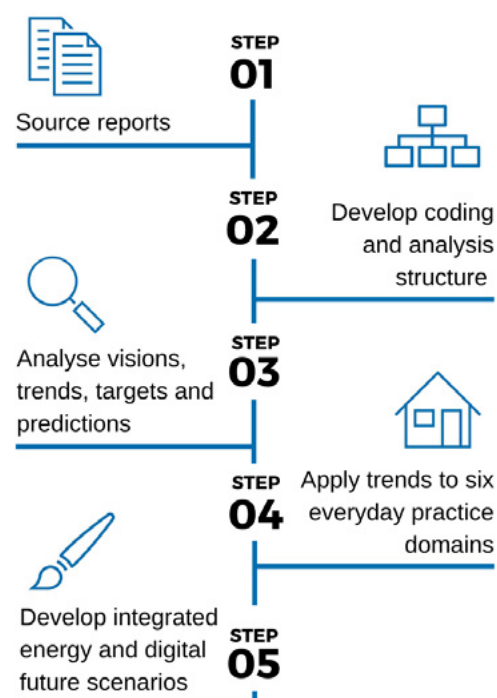 STEP
01
Source reports
STEP
02
Develop coding
and analysis
structure
STEP
03
Analyse visions,
trends, targets and
predictions
STEP
04
Apply trends to six
everyday practice
domains
STEP
05
Develop integrated
energy and digital
future scenarios